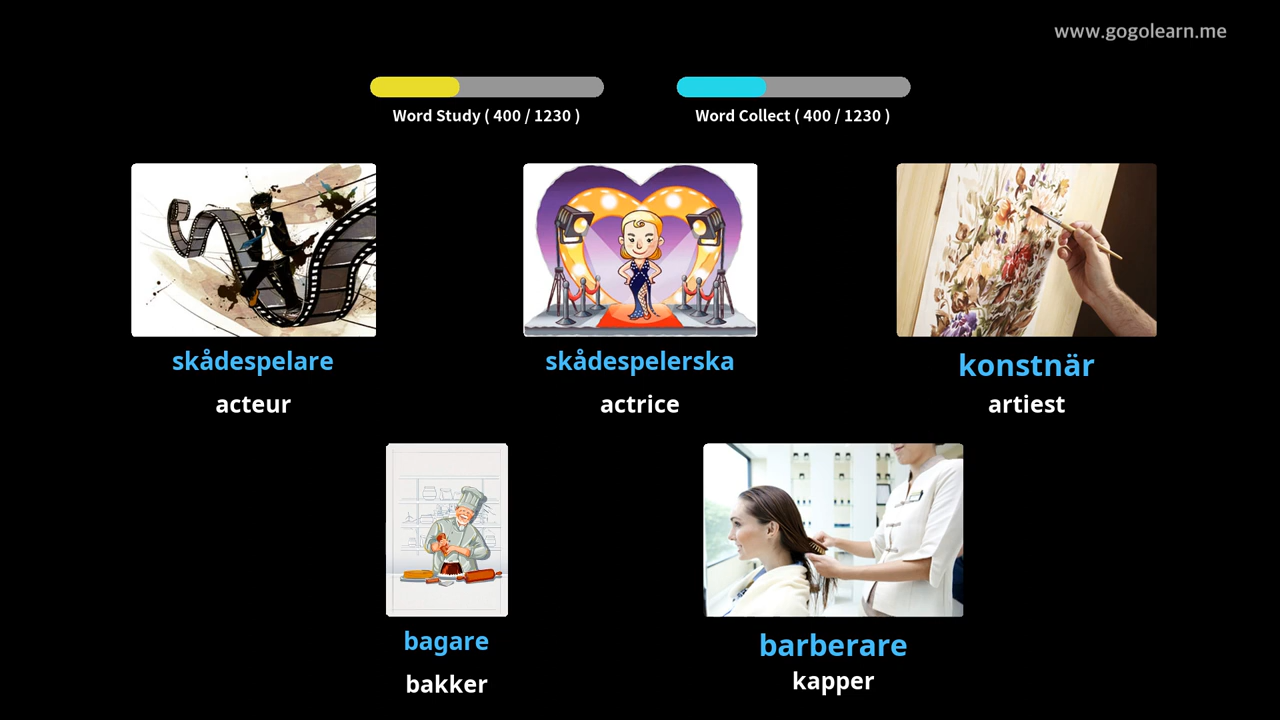 www.gogolearn.me
Word Study ( 400 / 1230 )
Word Collect ( 400 / 1230 )
skådespelare
skådespelerska
konstnär
acteur
actrice
artiest
bagare
barberare
bakker
kapper